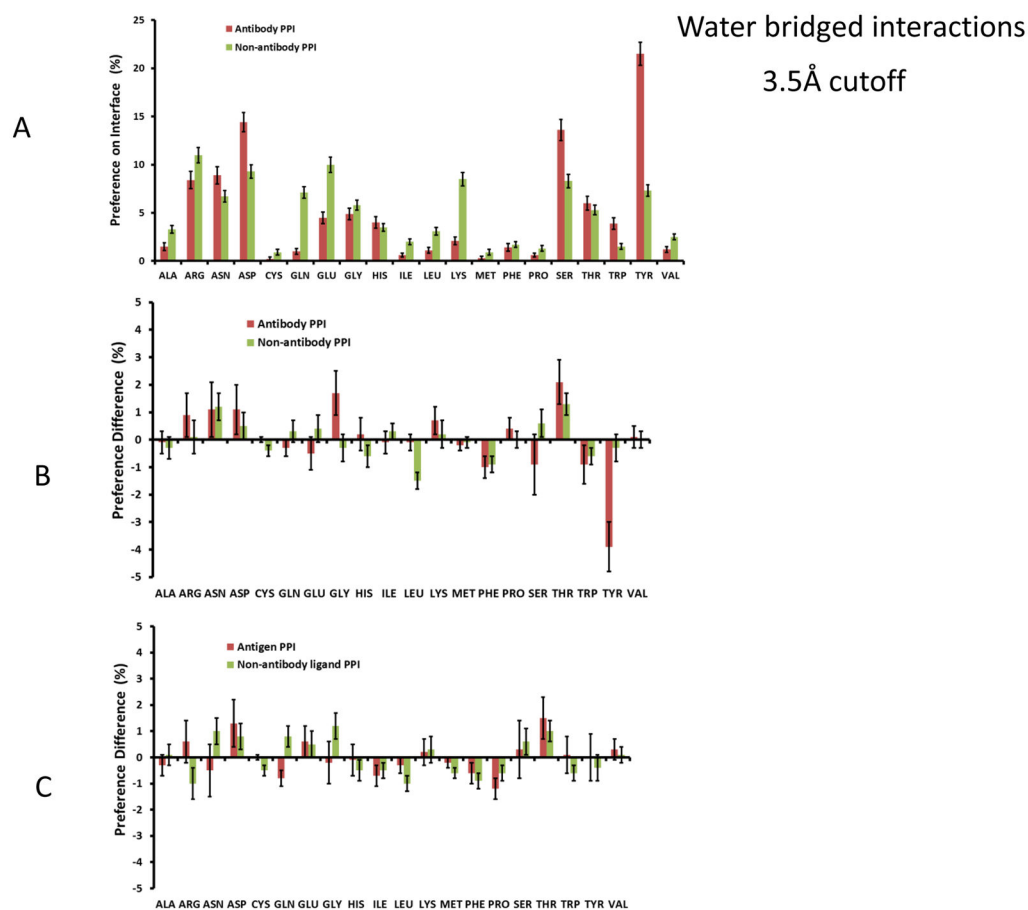 Water bridged interactions
3.5Å cutoff
A
Preference on Interface (%)
25
20
15
10
5
0
Antibody PPI
Non-antibody PPI
ALA ARG ASN ASP CYS GLN GLU GLY HIS ILE LEU LYS MET PHE PRO SER THR TRP TYR VAL
B
Preference Difference (%)
5
4
3
2
1
0
-1
-2
-3
-4
-5
Antibody PPI
Non-antibody PPI
ALA ARG ASN ASP CYS GLN GLU GLY HIS ILE LEU LYS MET PHE PRO SER THR TRP TYR VAL
C
Preference Difference (%)
5
4
3
2
1
0
-1
-2
-3
-4
-5
Antigen PPI
Non-antibody ligand PPI
ALA ARG ASN ASP CYS GLN GLU GLY HIS ILE LEU LYS MET PHE PRO SER THR TRP TYR VAL